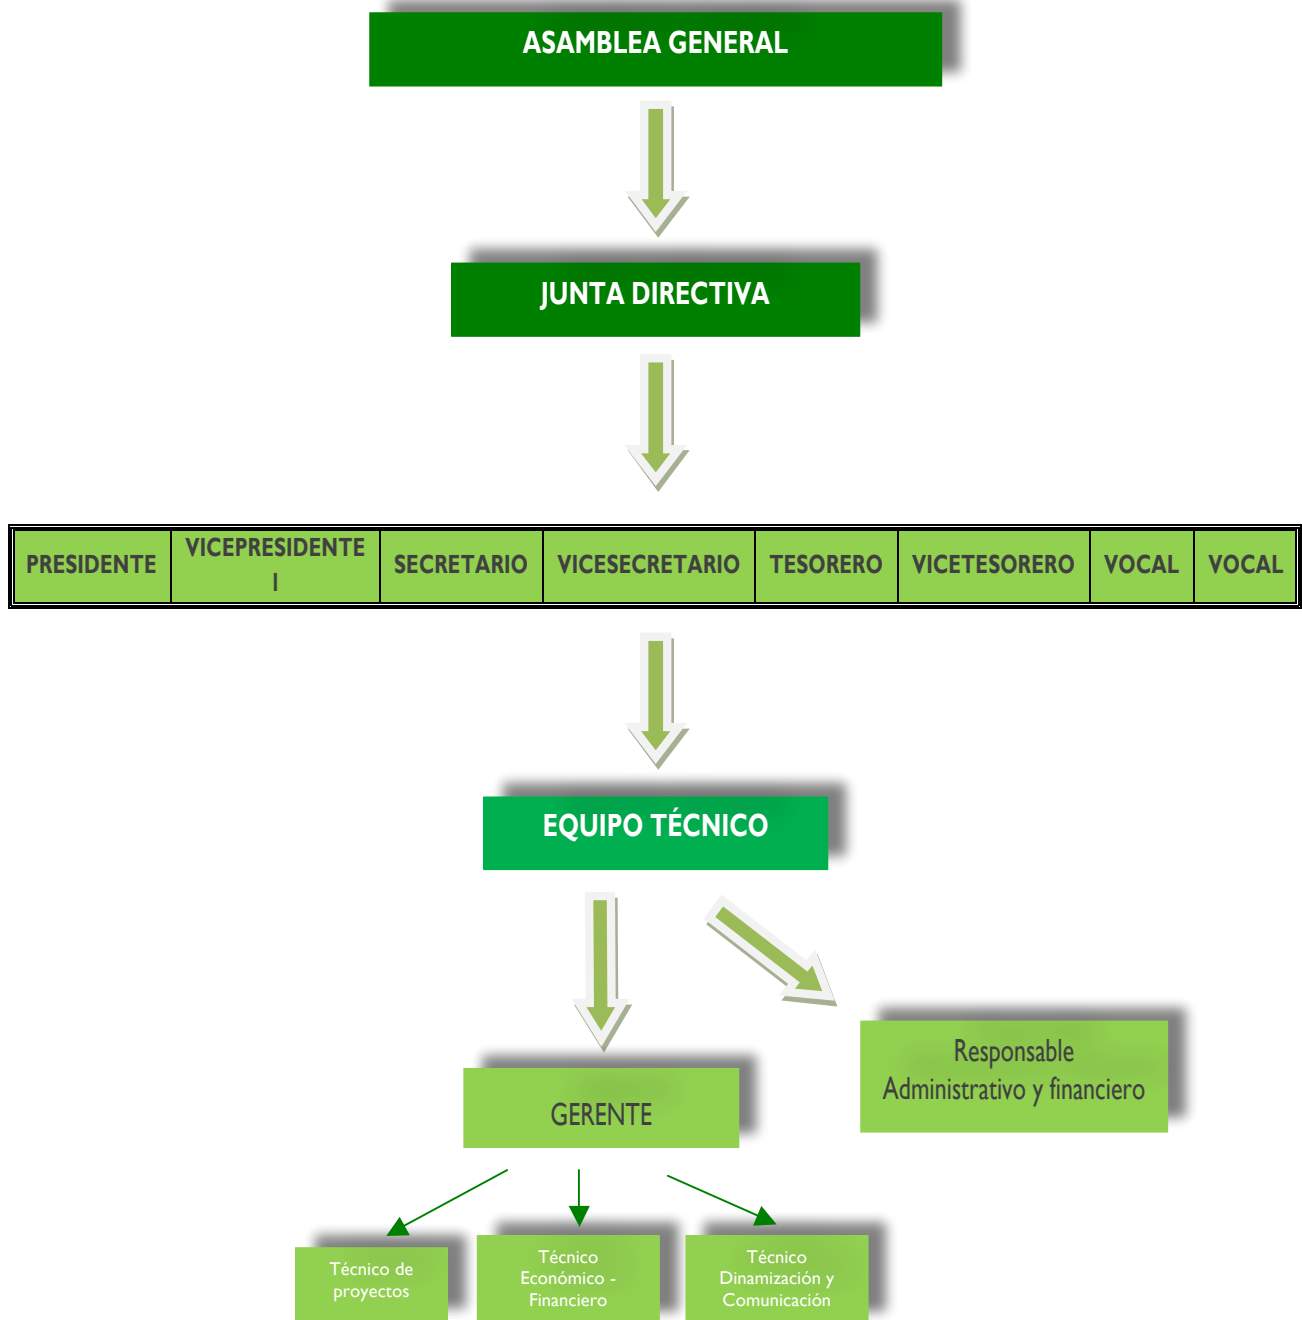 ASAMBLEA GENERAL
JUNTA DIRECTIVA
PRESIDENTE
VICEPRESIDENTE
I
SECRETARIO
VICESECRETARIO
TESORERO
VICETESORERO
VOCAL
VOCAL
EQUIPO TÉCNICO
Responsable
Administrativo y financiero
GERENTE
Técnico de
proyectos
Técnico
Económico -
Financiero
Técnico
Dinamización y
Comunicación